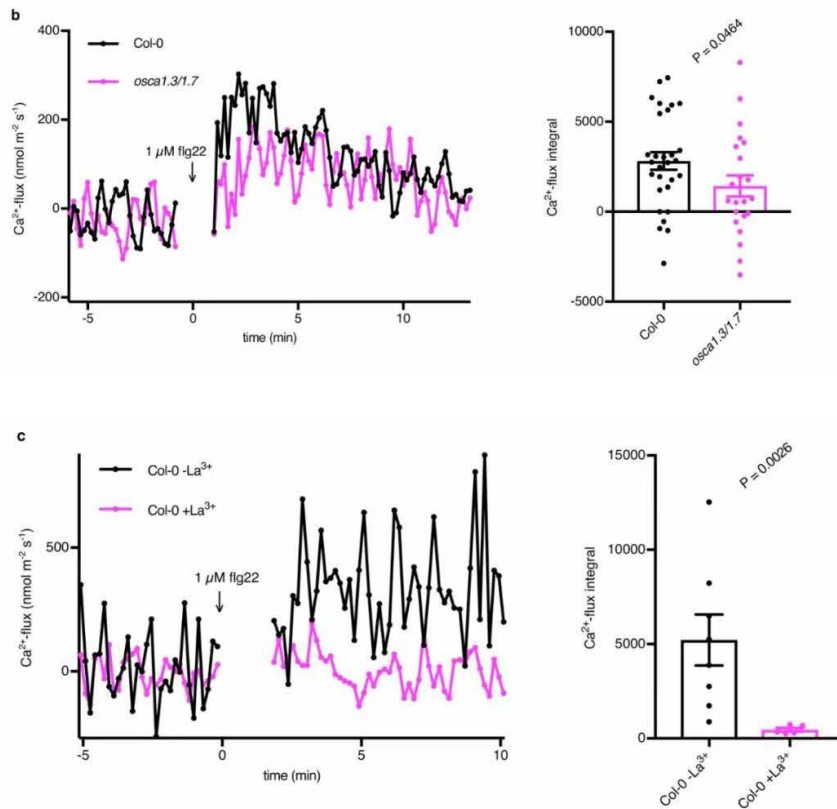 b
400
200
0
-200
Ca²⁺-flux (nmol m⁻² s⁻¹)
Col-0
osca1.3/1.7
1 µM flg22
-5
0
5
10
time (min)
10000
5000
0
-5000
Ca²⁺-flux integral
P = 0.0464
Col-0
osca1.3/1.7
c
500
0
Ca²⁺-flux (nmol m⁻² s⁻¹)
Col-0 -La³⁺
Col-0 +La³⁺
1 µM flg22
-5
0
5
10
time (min)
15000
10000
5000
0
Ca²⁺-flux integral
P = 0.0026
Col-0 -La³⁺
Col-0 +La³⁺